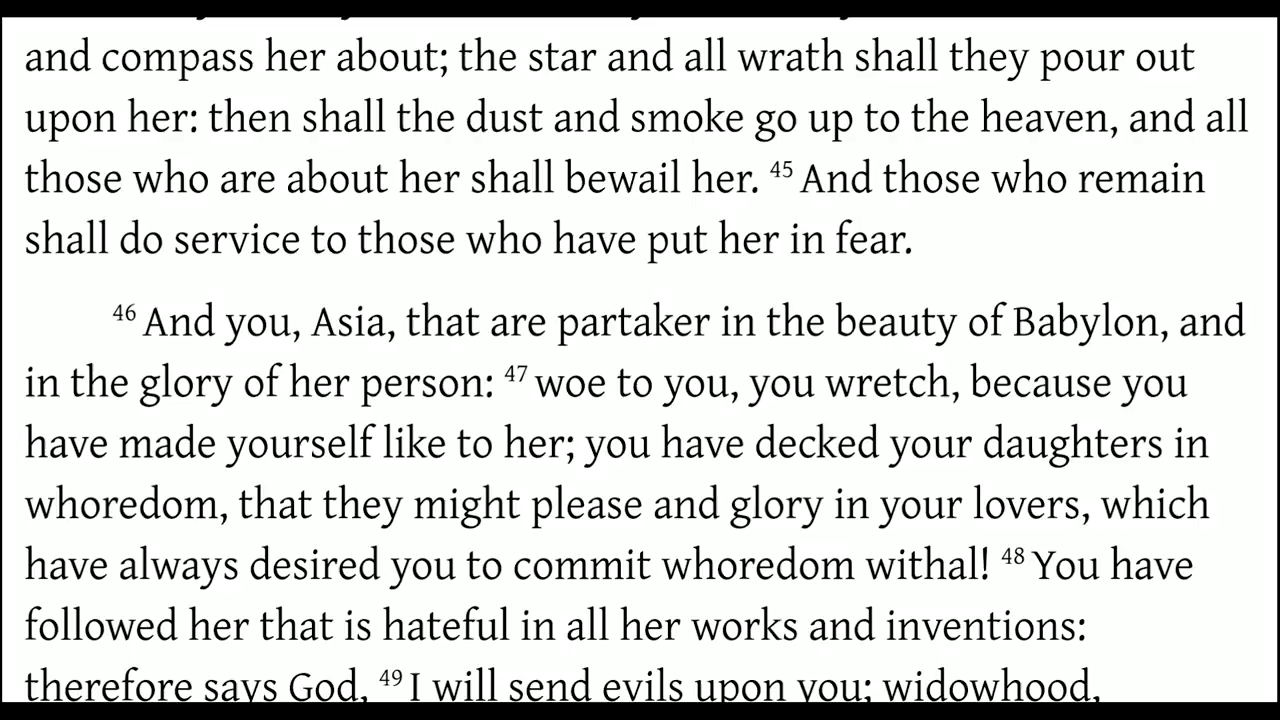 and compass her about; the star and all wrath shall they pour out
upon her: then shall the dust and smoke go up to the heaven, and all
those who are about her shall bewail her. 45 And those who remain
shall do service to those who have put her in fear.
46 And you, Asia, that are partaker in the beauty of Babylon, and
in the glory of her person: 47 woe to you, you wretch, because you
have made yourself like to her; you have decked your daughters in
whoredom, that they might please and glory in your lovers, which
have always desired you to commit whoredom withal! 48 You have
followed her that is hateful in all her works and inventions:
therefore says God, 49 I will send evils upon you; widowhood,